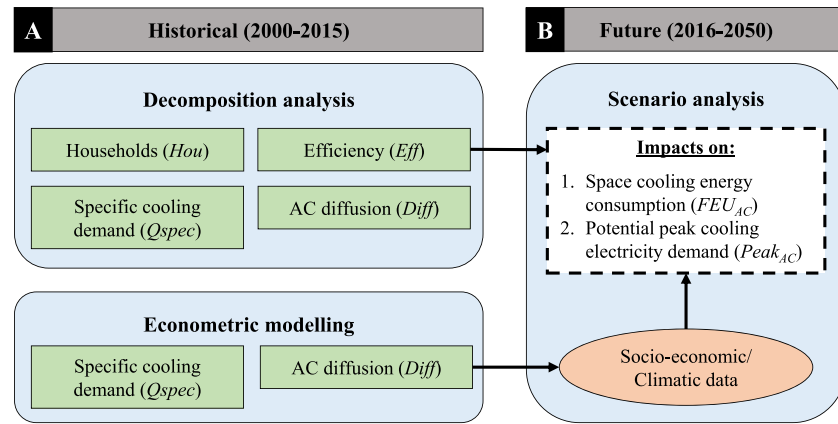 A
Historical (2000-2015)
B
Future (2016-2050)
Decomposition analysis
Households (Hou)
Efficiency (Eff)
Specific cooling
demand (Qspec)
AC diffusion (Diff)
Econometric modelling
Specific cooling
demand (Qspec)
AC diffusion (Diff)
Scenario analysis
Impacts on:
1. Space cooling energy
consumption (FEU_AC)
2. Potential peak cooling
electricity demand (Peak_AC)
Socio-economic/
Climatic data